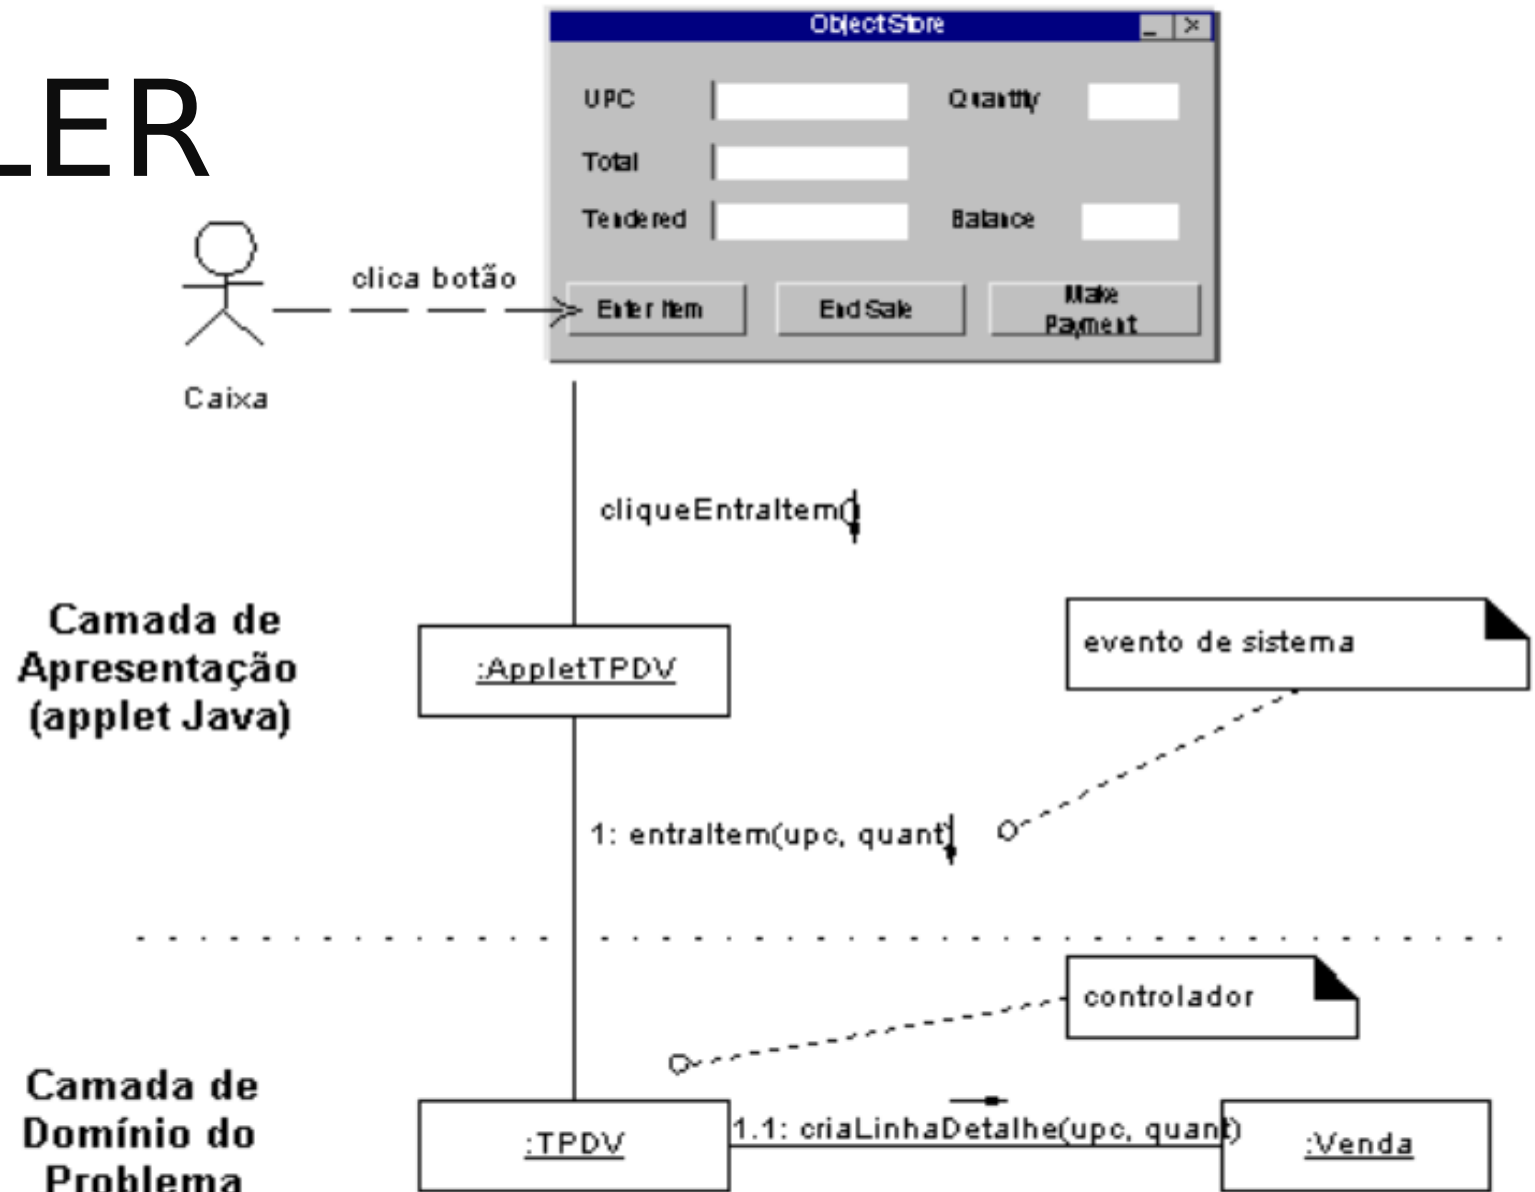 ObjectStore
LER
UPC
Quantity
Total
Tendered
Balance
clica botão
Enter Item
End Sale
Make
Payment
Caixa
cliqueEntraItem()
Camada de
Apresentação
(applet Java)
:AppletTPDV
evento de sistema
1: entraItem(upc, quant)
controlador
Camada de
Domínio do
Problema
:TPDV
1.1: criaLinhaDetalhe(upc, quant)
:Venda